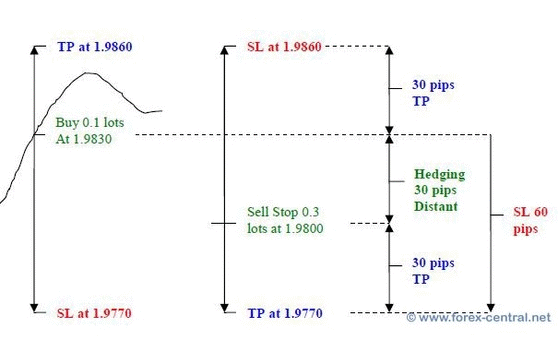 TP at 1.9860
SL at 1.9860
30 pips
TP
Buy 0.1 lots
At 1.9830
Hedging
30 pips
Distant
Sell Stop 0.3
lots at 1.9800
SL 60
pips
30 pips
TP
SL at 1.9770
TP at 1.9770
© www.forex-central.net